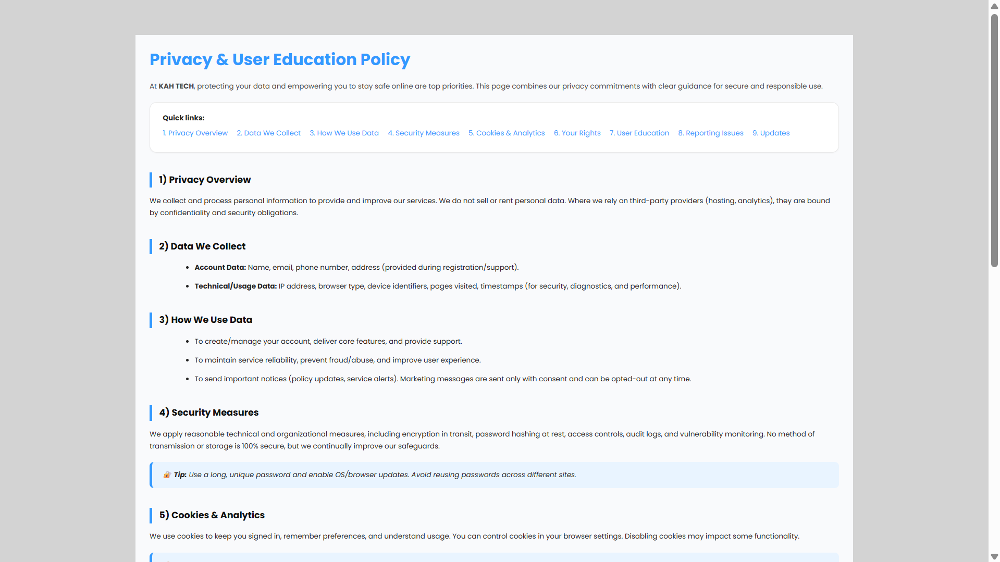 Privacy & User Education Policy
At KAH TECH, protecting your data and empowering you to stay safe online are top priorities. This page combines our privacy commitments with clear guidance for secure and responsible use.
Quick links:
1. Privacy Overview 2. Data We Collect 3. How We Use Data 4. Security Measures 5. Cookies & Analytics 6. Your Rights 7. User Education 8. Reporting Issues 9. Updates
1) Privacy Overview
We collect and process personal information to provide and improve our services. We do not sell or rent personal data. Where we rely on third-party providers (hosting, analytics), they are bound
by confidentiality and security obligations.
2) Data We Collect
• Account Data: Name, email, phone number, address (provided during registration/support).
• Technical/Usage Data: IP address, browser type, device identifiers, pages visited, timestamps (for security, diagnostics, and performance).
3) How We Use Data
• To create/manage your account, deliver core features, and provide support.
• To maintain service reliability, prevent fraud/abuse, and improve user experience.
• To send important notices (policy updates, service alerts). Marketing messages are sent only with consent and can be opted-out at any time.
4) Security Measures
We apply reasonable technical and organizational measures, including encryption in transit, password hashing at rest, access controls, audit logs, and vulnerability monitoring. No method of
transmission or storage is 100% secure, but we continually improve our safeguards.
🔐 Tip: Use a long, unique password and enable OS/browser updates. Avoid reusing passwords across different sites.
5) Cookies & Analytics
We use cookies to keep you signed in, remember preferences, and understand usage. You can control cookies in your browser settings. Disabling cookies may impact some functionality.